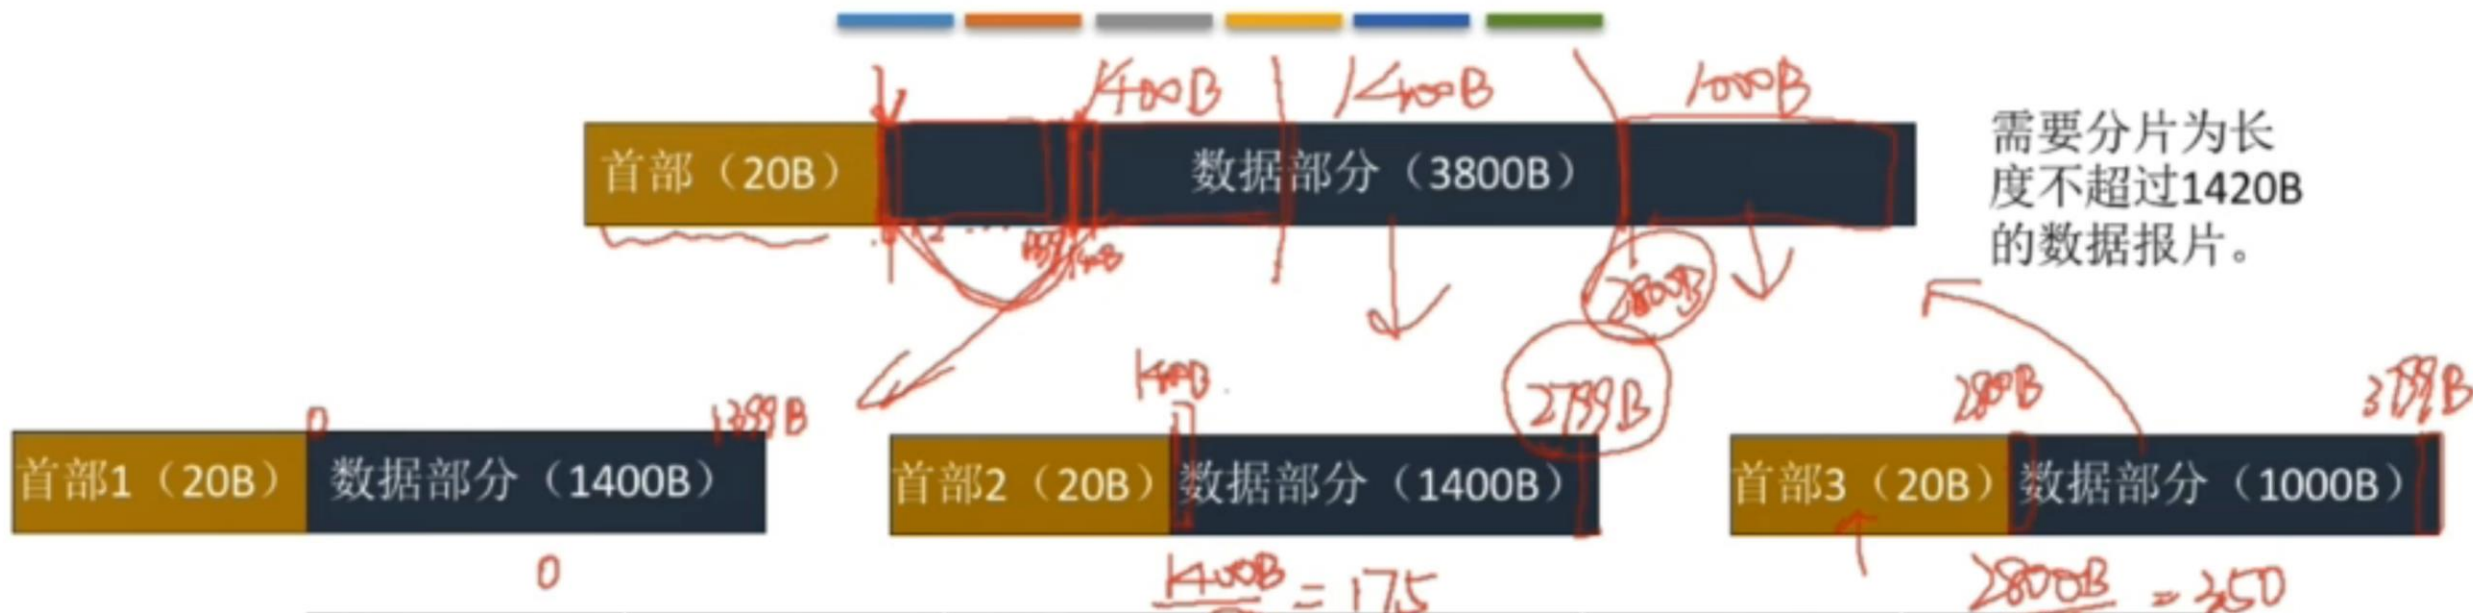 1400B 1400B 1000B
首部（20B） 数据部分（3800B）
需要分片为长
度不超过1420B
的数据报片。
2800B
1400B 2799B 2800B 3799B
0 1399B
首部1（20B） 数据部分（1400B） 首部2（20B） 数据部分（1400B） 首部3（20B） 数据部分（1000B）
0 1400B = 175 2800B = 350